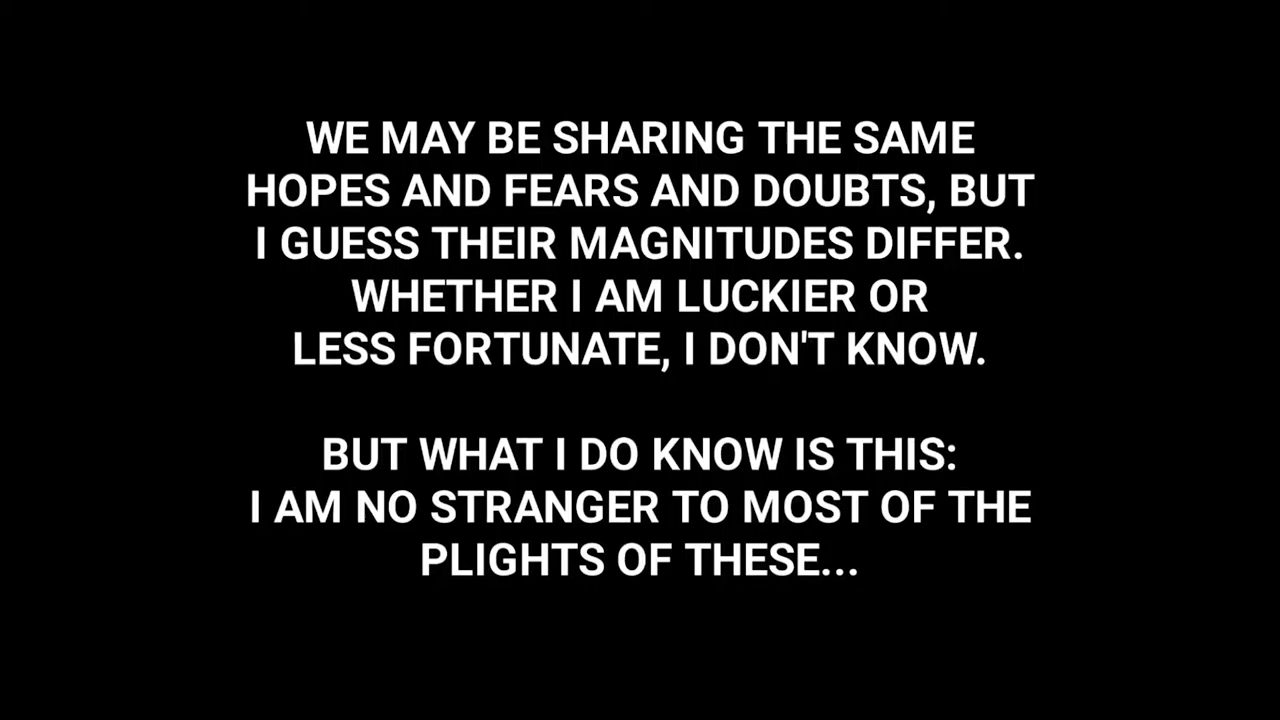 WE MAY BE SHARING THE SAME
HOPES AND FEARS AND DOUBTS, BUT
I GUESS THEIR MAGNITUDES DIFFER.
WHETHER I AM LUCKIER OR
LESS FORTUNATE, I DON'T KNOW.
BUT WHAT I DO KNOW IS THIS:
I AM NO STRANGER TO MOST OF THE
PLIGHTS OF THESE...